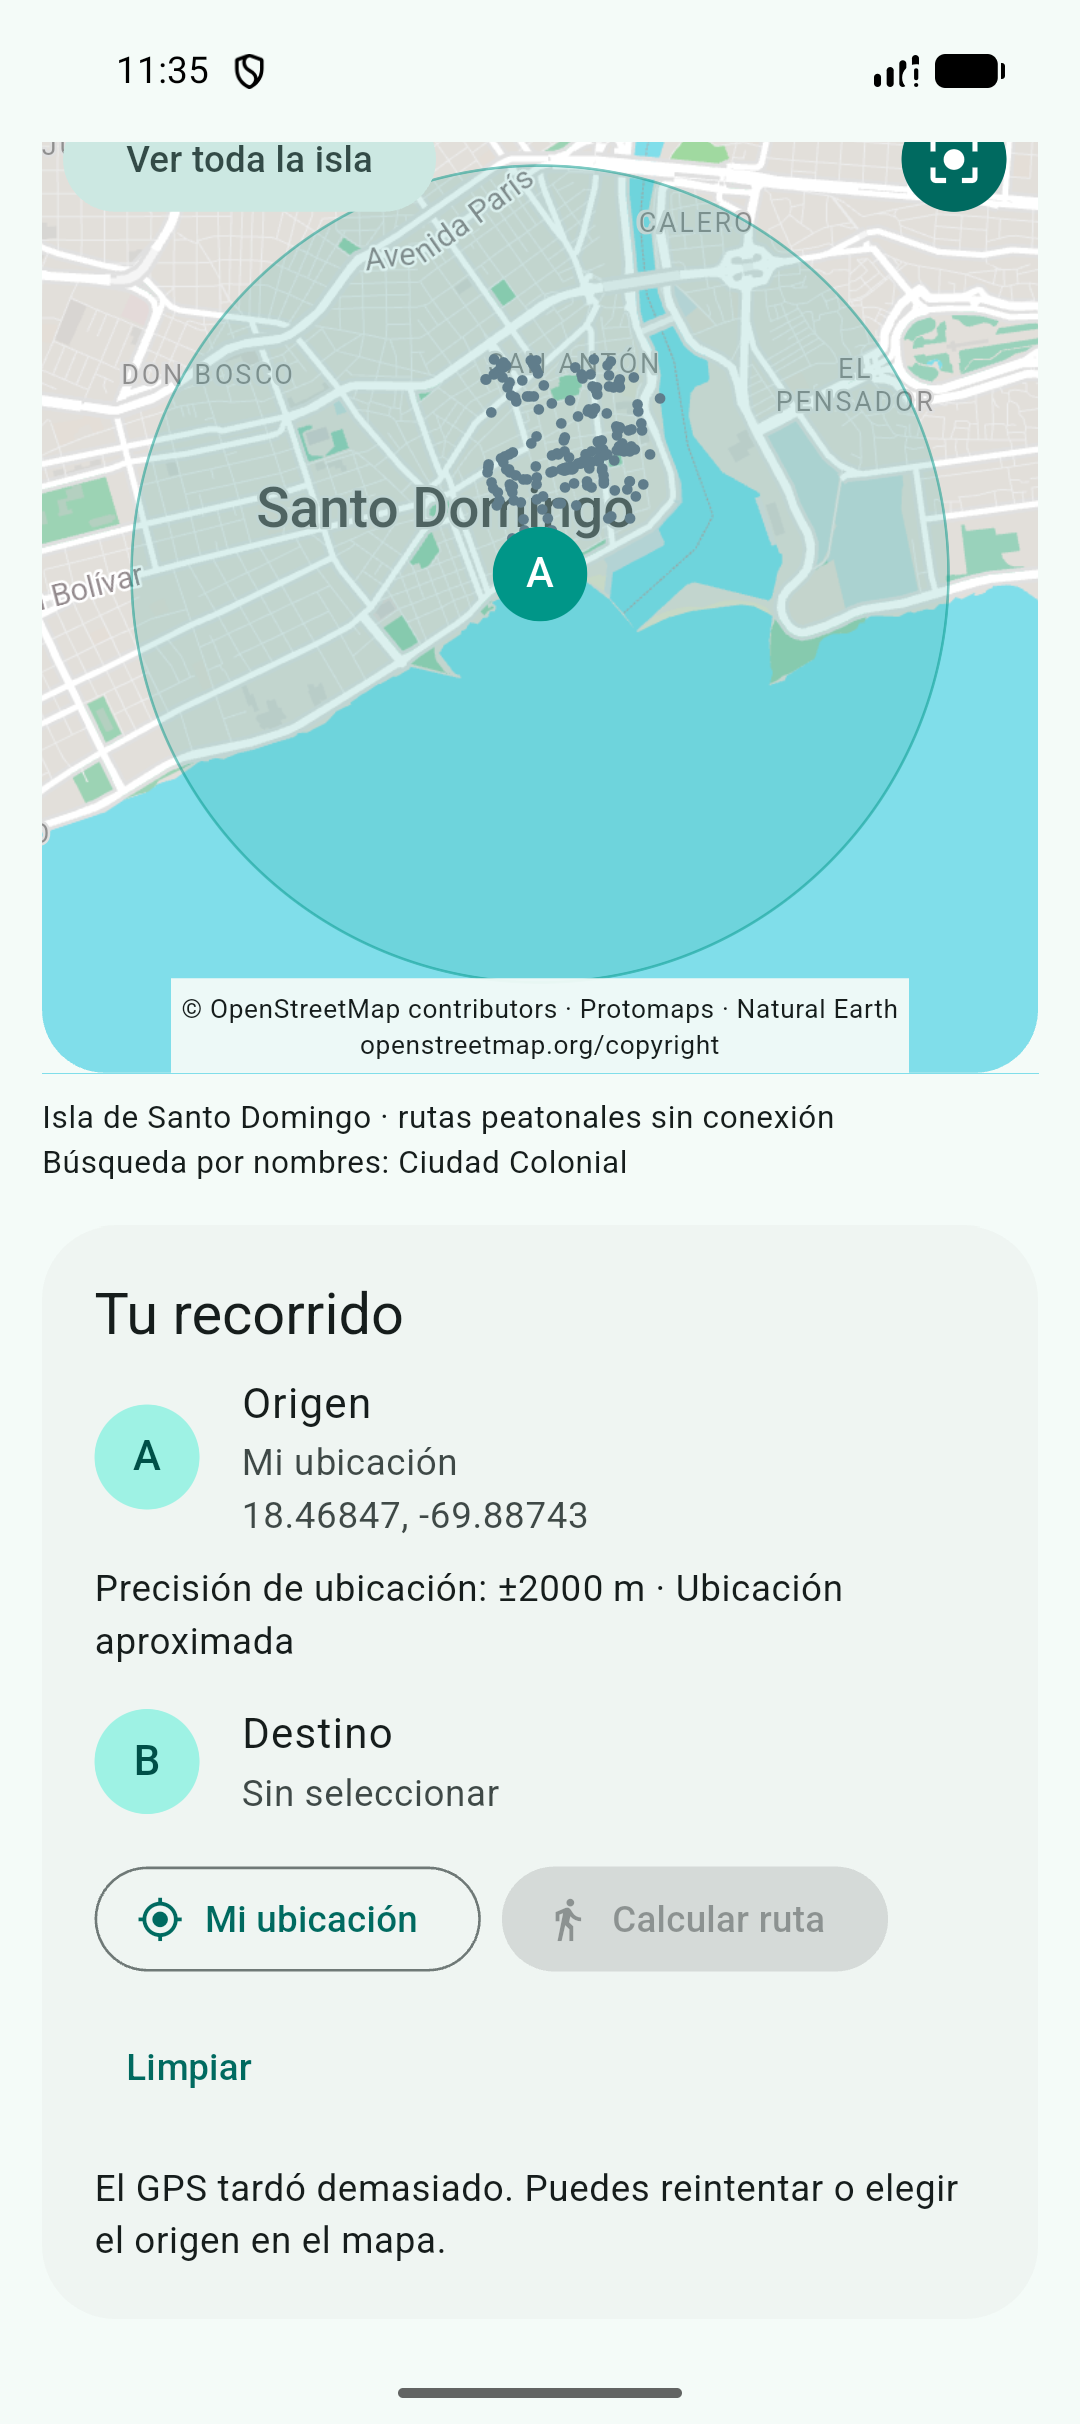 11:35
Ver toda la isla
Avenida París
CALERO
DON BOSCO
SAN ANTÓN
EL
PENSADOR
Santo Domingo
Bolívar
A
© OpenStreetMap contributors · Protomaps · Natural Earth
openstreetmap.org/copyright
Isla de Santo Domingo · rutas peatonales sin conexión
Búsqueda por nombres: Ciudad Colonial
Tu recorrido
A
Origen
Mi ubicación
18.46847, -69.88743
Precisión de ubicación: ±2000 m · Ubicación
aproximada
B
Destino
Sin seleccionar
Mi ubicación
Calcular ruta
Limpiar
El GPS tardó demasiado. Puedes reintentar o elegir
el origen en el mapa.